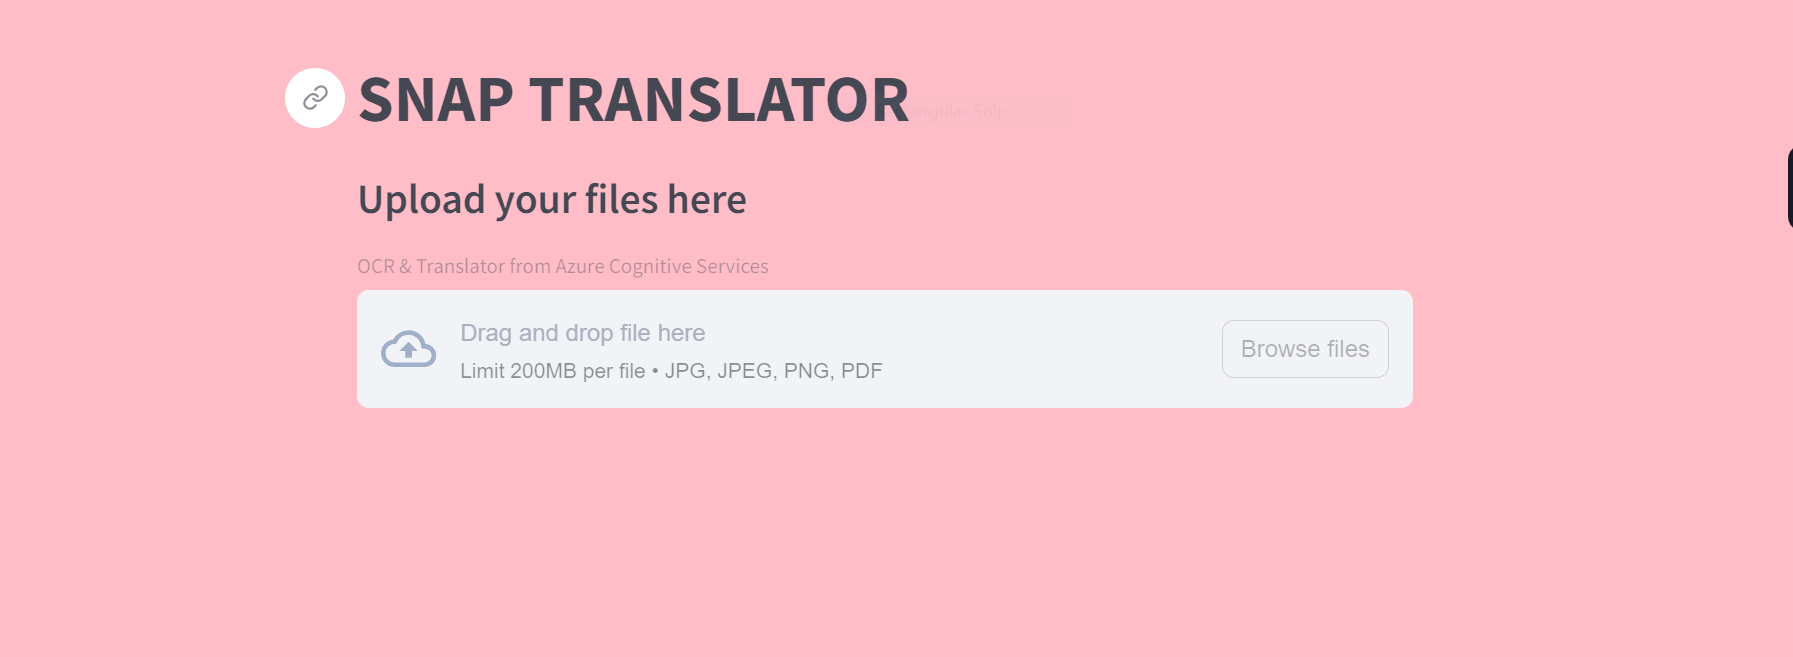 SNAP TRANSLATOR
angular Snip
Upload your files here
OCR & Translator from Azure Cognitive Services
Drag and drop file here
Limit 200MB per file • JPG, JPEG, PNG, PDF
Browse files